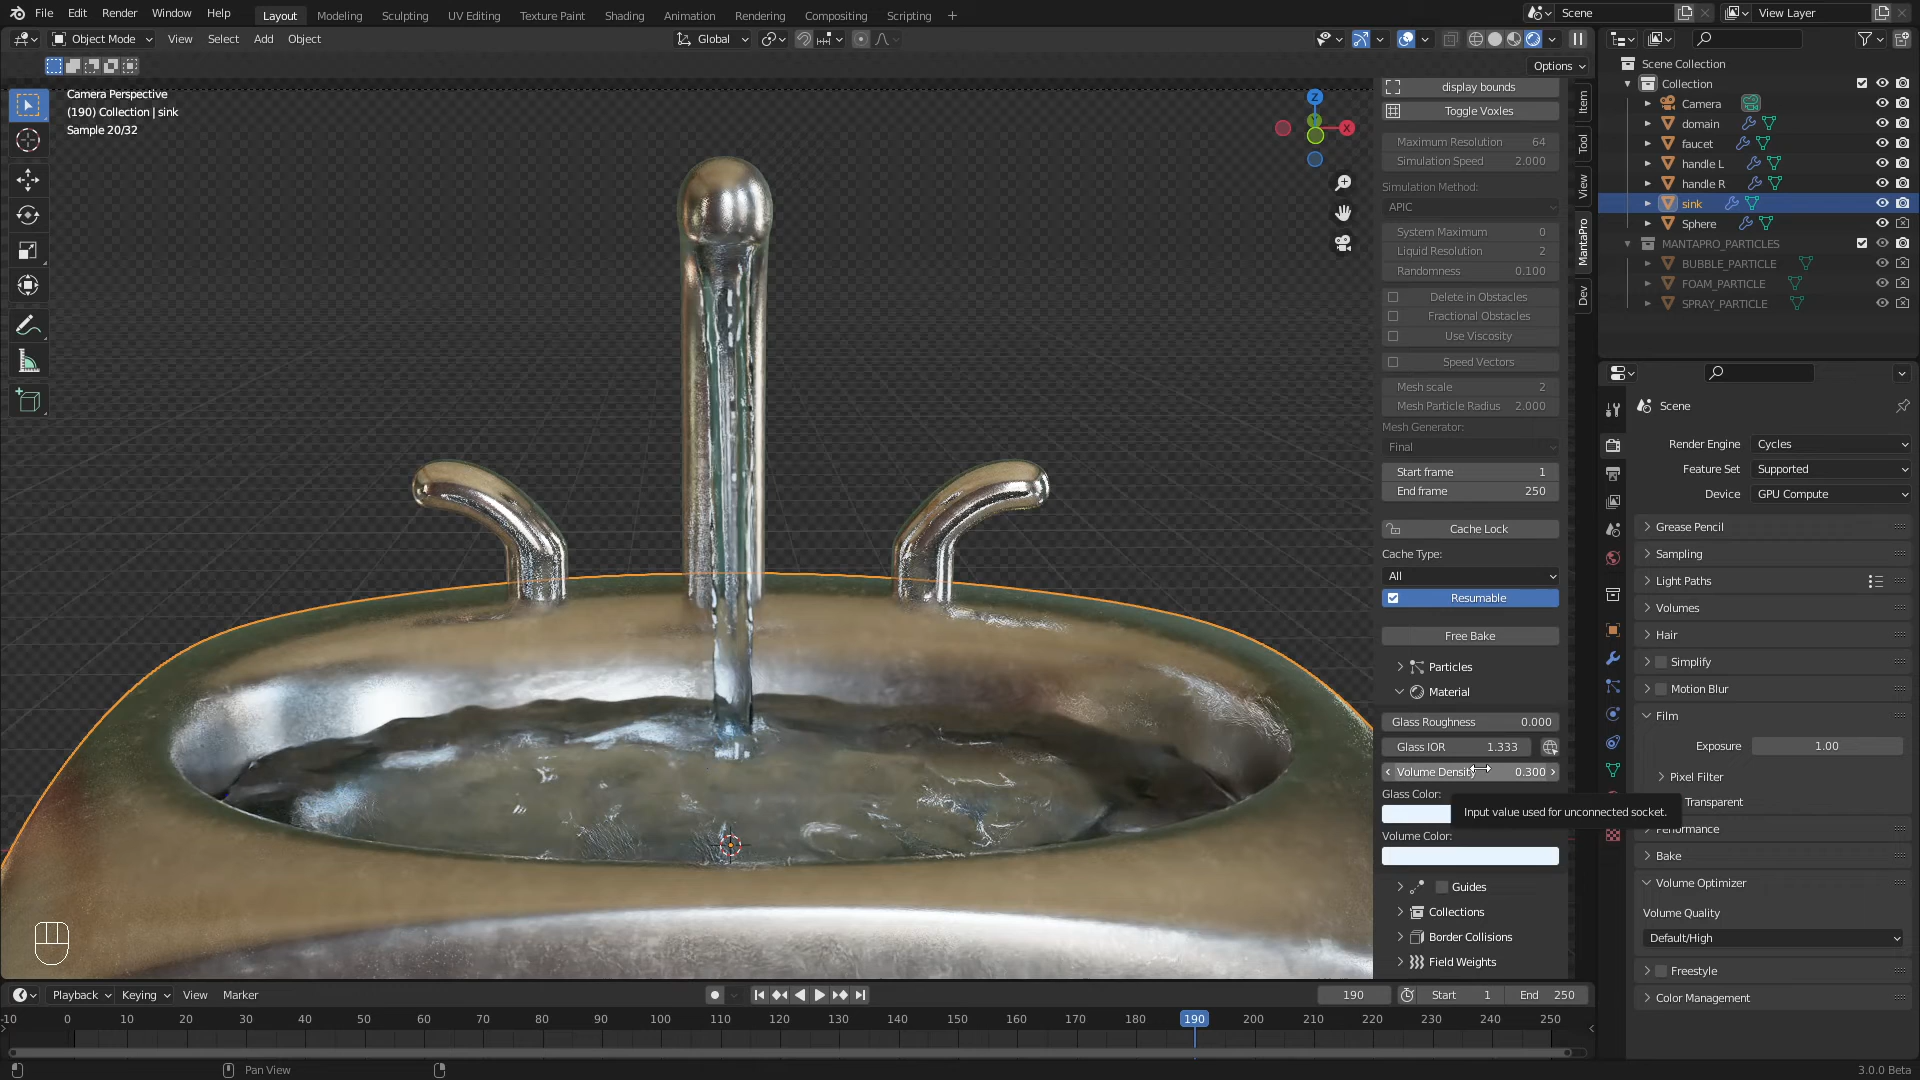 File Edit Render Window Help
Layout Modeling Sculpting UV Editing Texture Paint Shading Animation Rendering Compositing Scripting +
Scene
View Layer
Object Mode View Select Add Object
Global
Options
Camera Perspective
(190) Collection | sink
Sample 20/32
Z
X
display bounds
Toggle Voxles
Maximum Resolution 64
Simulation Speed 2.000
Simulation Method:
APIC
System Maximum 0
Liquid Resolution 2
Randomness 0.100
Delete in Obstacles
Fractional Obstacles
Use Viscosity
Speed Vectors
Mesh scale 2
Mesh Particle Radius 2.000
Mesh Generator:
Final
Start frame 1
End frame 250
Cache Lock
Cache Type:
All
Resumable
Free Bake
Particles
Material
Glass Roughness 0.000
Glass IOR 1.333
Volume Density 0.300
Glass Color:
Input value used for unconnected socket.
Volume Color:
Guides
Collections
Border Collisions
Field Weights
Item
Tool
View
MantaPro
Dev
Scene Collection
Collection
Camera
domain
faucet
handle L
handle R
sink
Sphere
MANTAPRO_PARTICLES
BUBBLE_PARTICLE
FOAM_PARTICLE
SPRAY_PARTICLE
Scene
Render Engine Cycles
Feature Set Supported
Device GPU Compute
Grease Pencil
Sampling
Light Paths
Volumes
Hair
Simplify
Motion Blur
Film
Exposure 1.00
Pixel Filter
Transparent
Performance
Bake
Volume Optimizer
Volume Quality
Default/High
Freestyle
Color Management
Playback Keying View Marker
190 Start 1 End 250
-10 0 10 20 30 40 50 60 70 80 90 100 110 120 130 140 150 160 170 180 190 200 210 220 230 240 250
Pan View
3.0.0 Beta